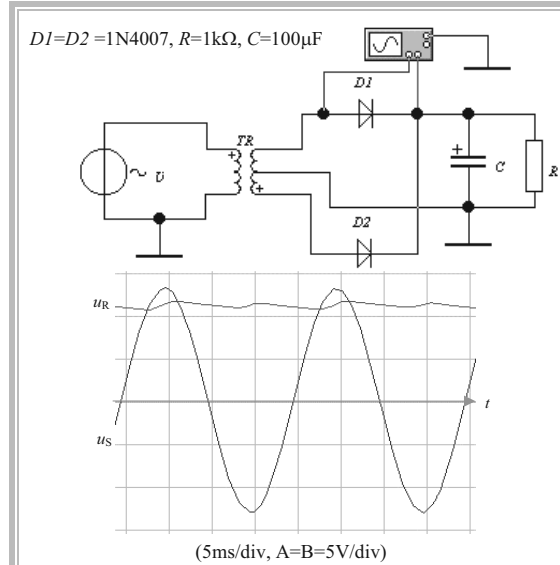 D1=D2 =1N4007, R=1kΩ, C=100μF
D1
TR
+
+
~ U
+
C
R
D2
uR
t
uS
(5ms/div, A=B=5V/div)